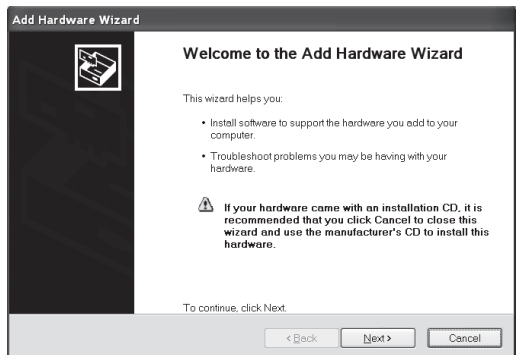 Add Hardware Wizard
Welcome to the Add Hardware Wizard
This wizard helps you:
• Install software to support the hardware you add to your
computer.
• Troubleshoot problems you may be having with your
hardware.
If your hardware came with an installation CD, it is
recommended that you click Cancel to close this
wizard and use the manufacturer's CD to install this
hardware.
To continue, click Next.
< Back
Next >
Cancel